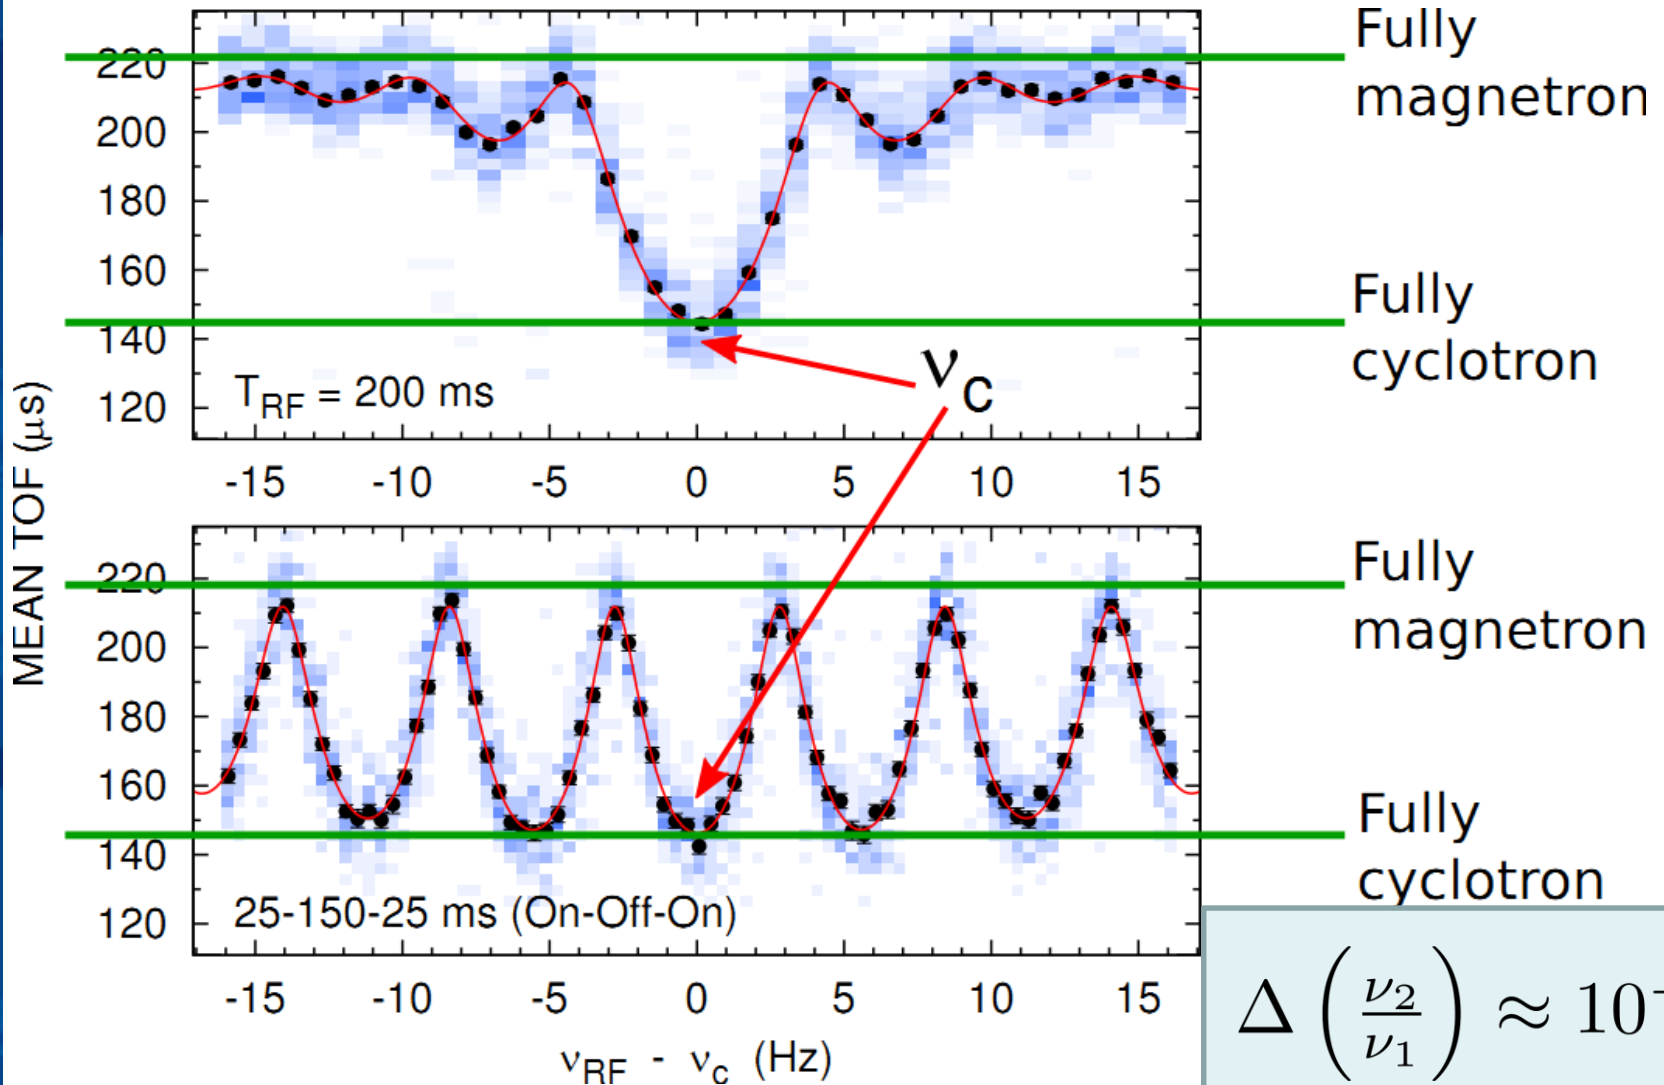 MEAN TOF (μs)
220
200
180
160
140
120
T_RF = 200 ms
-15 -10 -5 0 5 10 15
Fully
magnetron
Fully
cyclotron
ν_c
220
200
180
160
140
120
25-150-25 ms (On-Off-On)
-15 -10 -5 0 5 10 15
ν_RF - ν_c (Hz)
Fully
magnetron
Fully
cyclotron
Δ(ν₂/ν₁) ≈ 10⁻